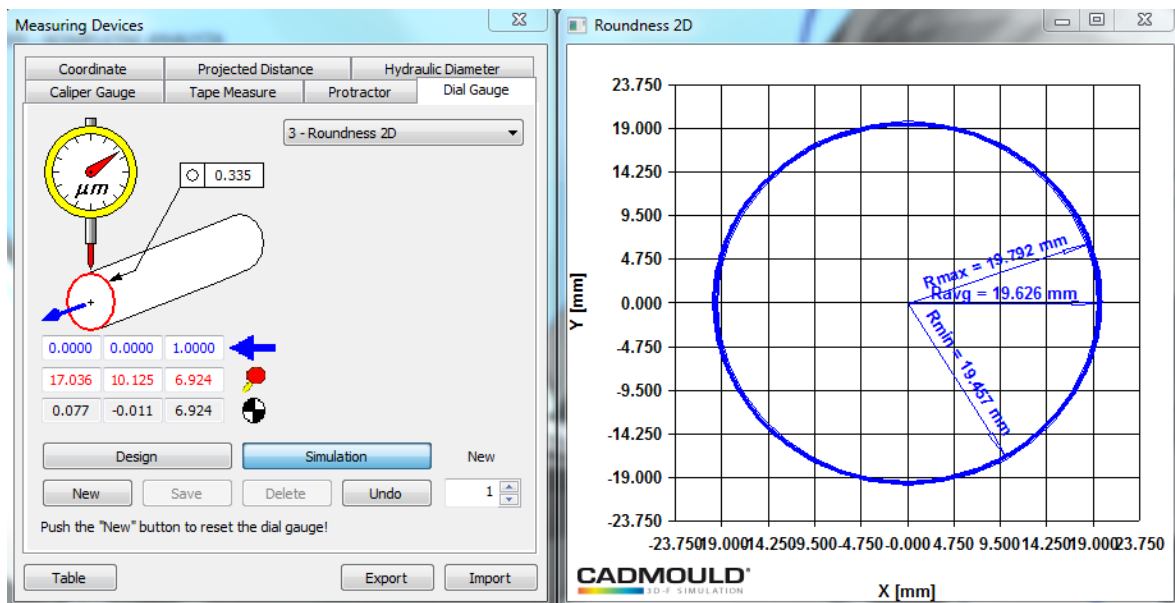 Measuring Devices
Coordinate Projected Distance Hydraulic Diameter
Caliper Gauge Tape Measure Protractor Dial Gauge
3 - Roundness 2D
μm
0.335
0.0000 0.0000 1.0000
17.036 10.125 6.924
0.077 -0.011 6.924
Design Simulation New
New Save Delete Undo 1
Push the "New" button to reset the dial gauge!
Table Export Import
Roundness 2D
23.750
19.000
14.250
9.500
4.750
0.000
-4.750
-9.500
-14.250
-19.000
-23.750
Y [mm]
Rmax = 19.792 mm
Ravg = 19.626 mm
Rmin = 19.457 mm
-23.750 19.000 14.250 9.500 -4.750 -0.000 4.750 9.500 14.250 19.000 23.750
X [mm]
CADMOULD®
3D-F SIMULATION